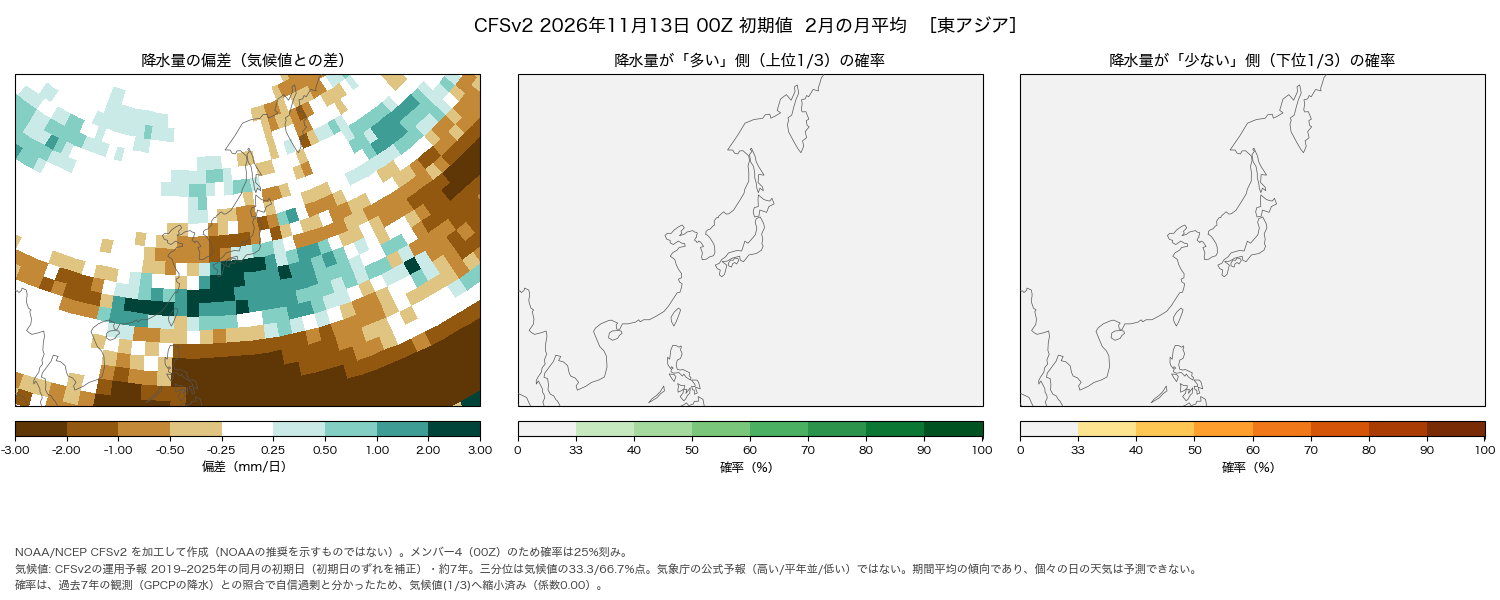 CFSv2 2026年11月13日 00Z 初期値 2月の月平均 ［東アジア］
降水量の偏差（気候値との差）
降水量が「多い」側（上位1/3）の確率
降水量が「少ない」側（下位1/3）の確率
-3.00 -2.00 -1.00 -0.50 -0.25 0.25 0.50 1.00 2.00 3.00
偏差（mm/日）
0 33 40 50 60 70 80 90 100
確率（%）
0 33 40 50 60 70 80 90 100
確率（%）
NOAA/NCEP CFSv2 を加工して作成（NOAAの推奨を示すものではない）。メンバー4（00Z）のため確率は25%刻み。
気候値: CFSv2の運用予報 2019–2025年の同月の初期日（初期日のずれを補正）・約7年。三分位は気候値の33.3/66.7%点。気象庁の公式予報（高い/平年並/低い）ではない。期間平均の傾向であり、個々の日の天気は予測できない。
確率は、過去7年の観測（GPCPの降水）との照合で自信過剰と分かったため、気候値(1/3)へ縮小済み（係数0.00）。